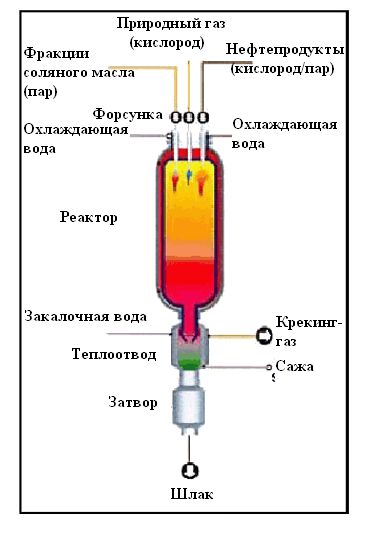 Природный газ
(кислород)
Фракции
соляного масла
(пар)
Нефтепродукты
(кислород/пар)
Форсунка
Охлаждающая
вода
Охлаждающая
вода
Реактор
Закалочная вода
Крекинг-
газ
Теплоотвод
Сажа
Затвор
Шлак